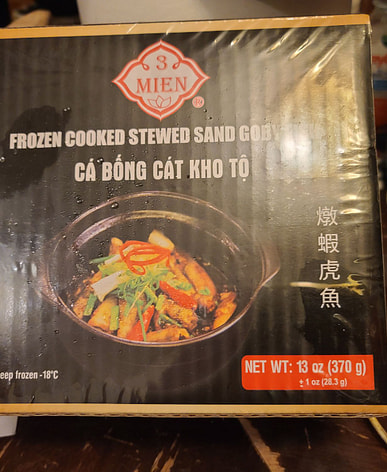 3
MIEN
®
FROZEN COOKED STEWED SAND GOBY
CÁ BỐNG CÁT KHO TỘ
燉蝦虎魚
eep frozen -18°C
NET WT: 13 oz (370 g)
± 1 oz (28.3 g)